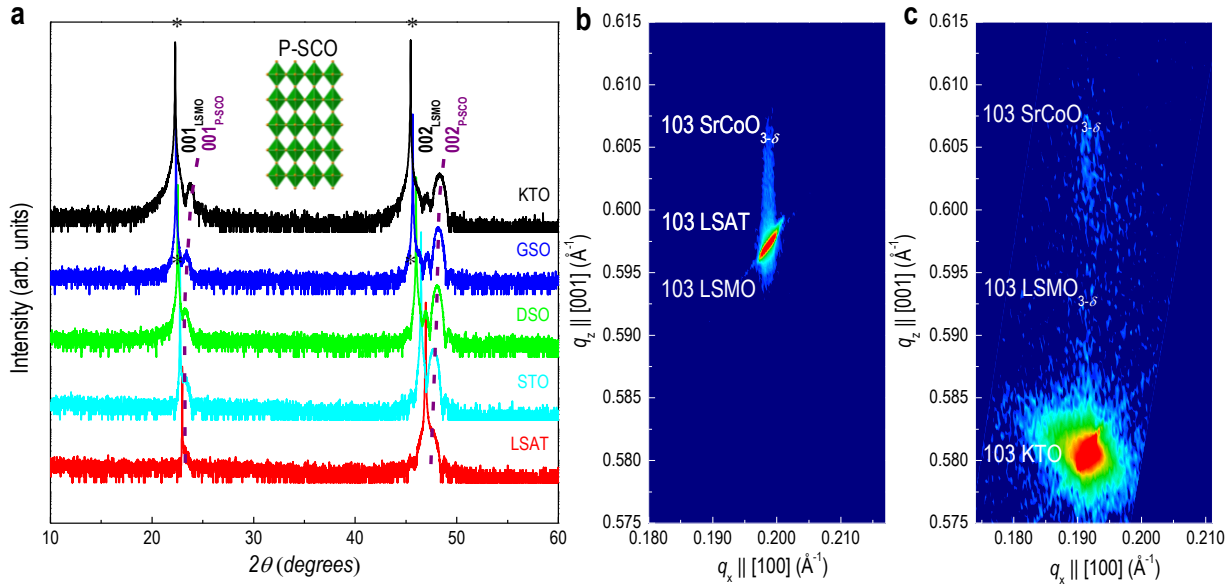 a
*
*
P-SCO
001LSMO
001P-SCO
002LSMO
002P-SCO
KTO
GSO
*
*
DSO
STO
LSAT
Intensity (arb. units)
10
20
30
40
50
60
2θ (degrees)
b
0.615
0.610
0.605
0.600
0.595
0.590
0.585
0.580
0.575
103 SrCoO3-δ
103 LSAT
103 LSMO
qz || [001] (Å-1)
0.180
0.190
0.200
0.210
qx || [100] (Å-1)
c
0.615
0.610
0.605
0.600
0.595
0.590
0.585
0.580
0.575
103 SrCoO3-δ
103 LSMO3-δ
103 KTO
qz || [001] (Å-1)
0.180
0.190
0.200
0.210
qx || [100] (Å-1)